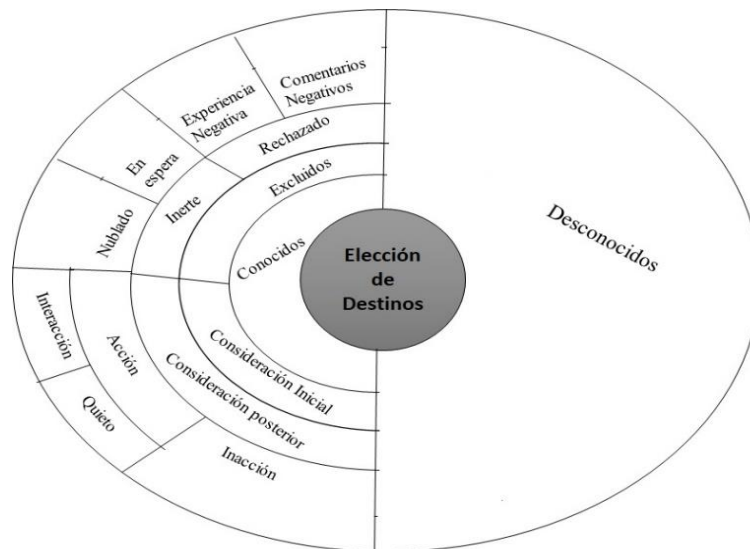 Comentarios
Negativos
Experiencia
Negativa
Rechazado
En
espera
Excluidos
Inerte
Nublado
Conocidos
Elección
de
Destinos
Desconocidos
Interacción
Acción
Consideración Inicial
Consideración posterior
Quieto
Inacción